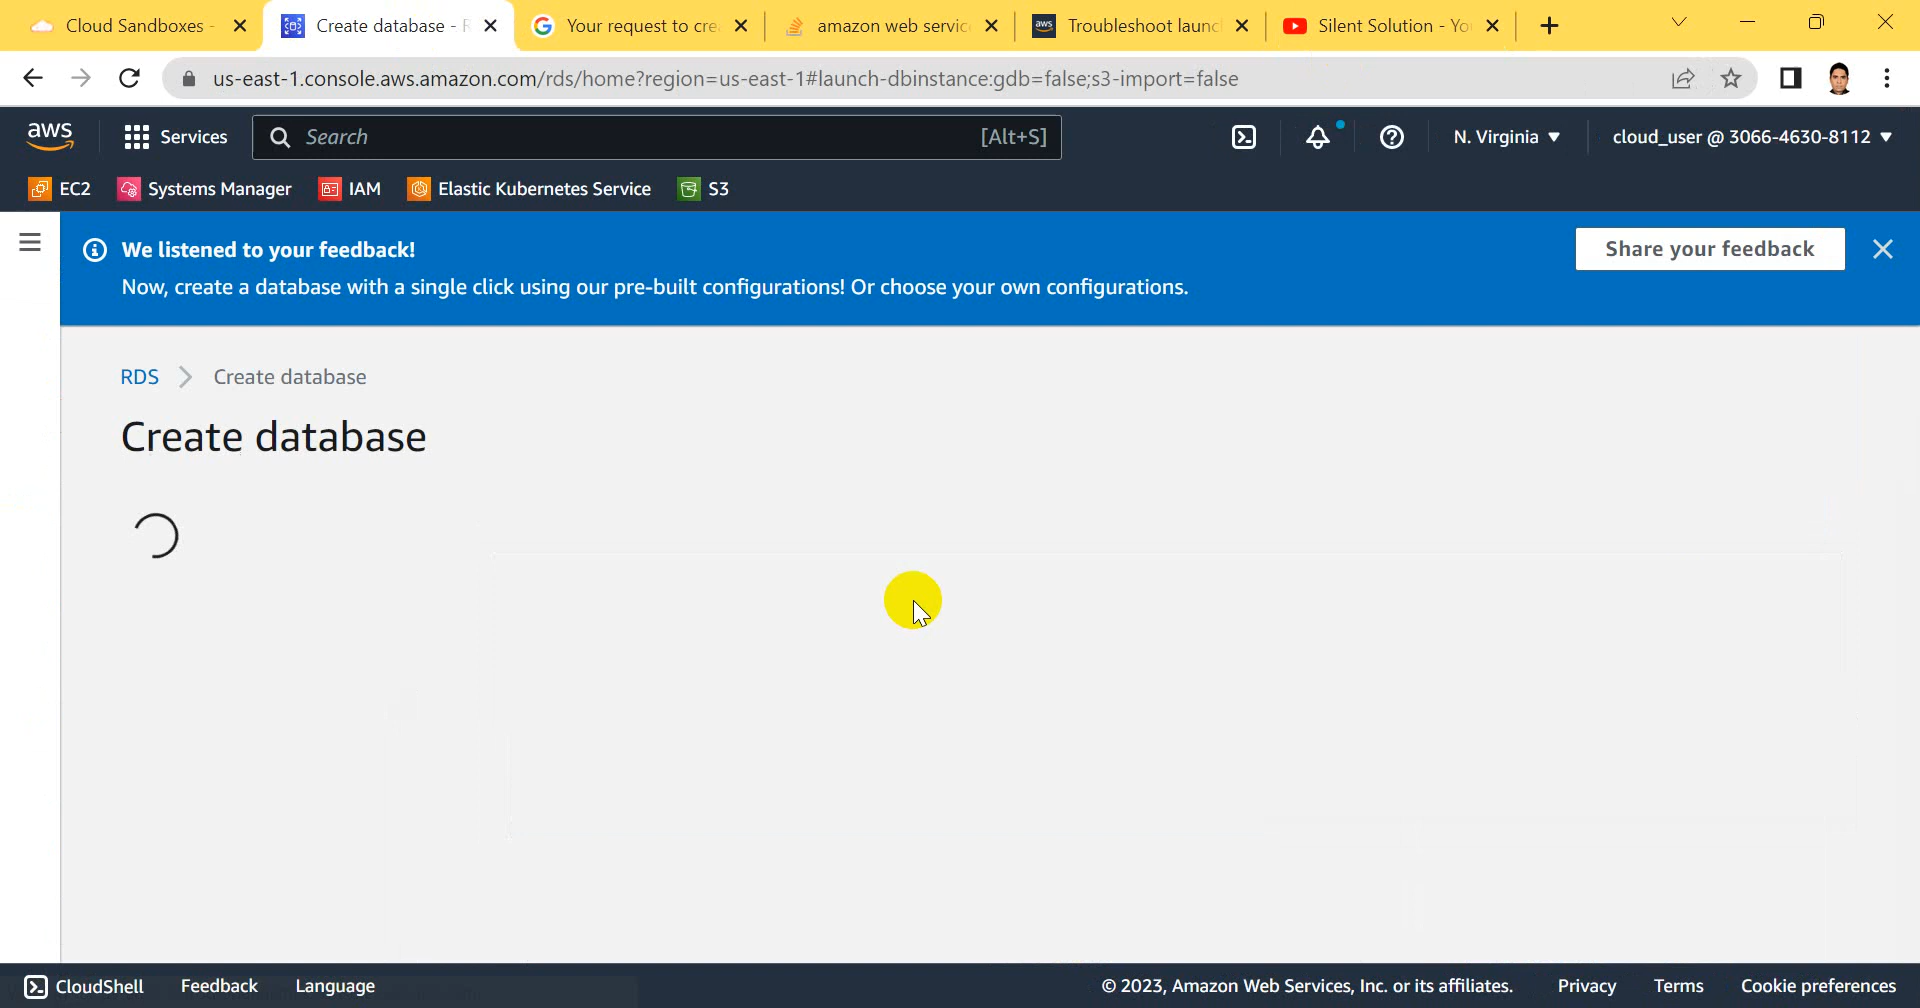 Cloud Sandboxes -
Create database - R
Your request to cre
amazon web servic
Troubleshoot launc
Silent Solution - Yo
us-east-1.console.aws.amazon.com/rds/home?region=us-east-1#launch-dbinstance:gdb=false;s3-import=false
aws
Services
Search
[Alt+S]
N. Virginia
cloud_user @ 3066-4630-8112
EC2
Systems Manager
IAM
Elastic Kubernetes Service
S3
We listened to your feedback!
Now, create a database with a single click using our pre-built configurations! Or choose your own configurations.
Share your feedback
RDS
Create database
Create database
CloudShell
Feedback
Language
© 2023, Amazon Web Services, Inc. or its affiliates.
Privacy
Terms
Cookie preferences